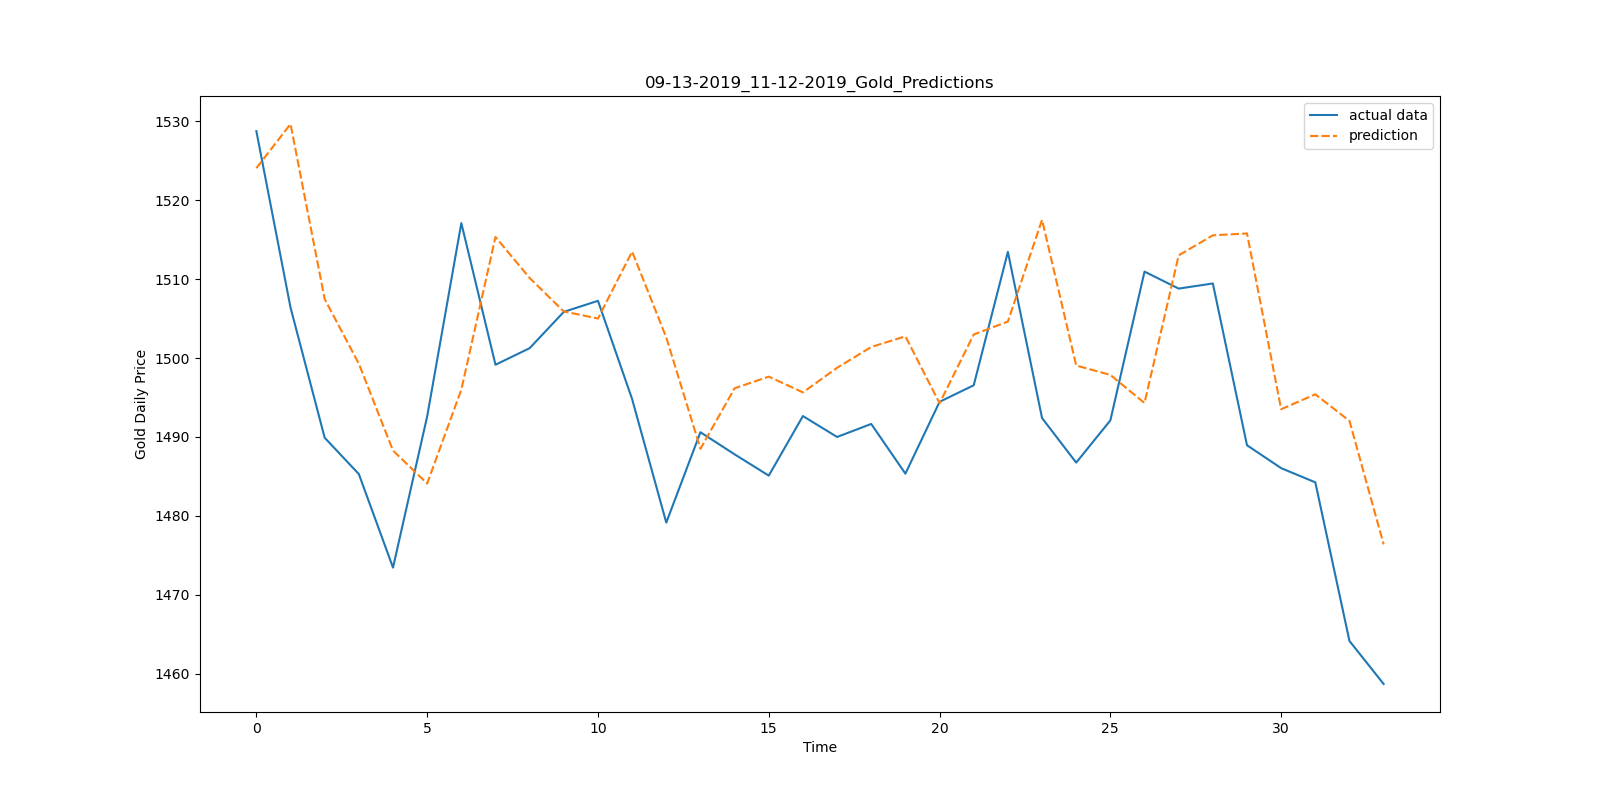 09-13-2019_11-12-2019_Gold_Predictions
actual data
prediction
1530
1520
1510
1500
1490
1480
1470
1460
Gold Daily Price
0 5 10 15 20 25 30
Time